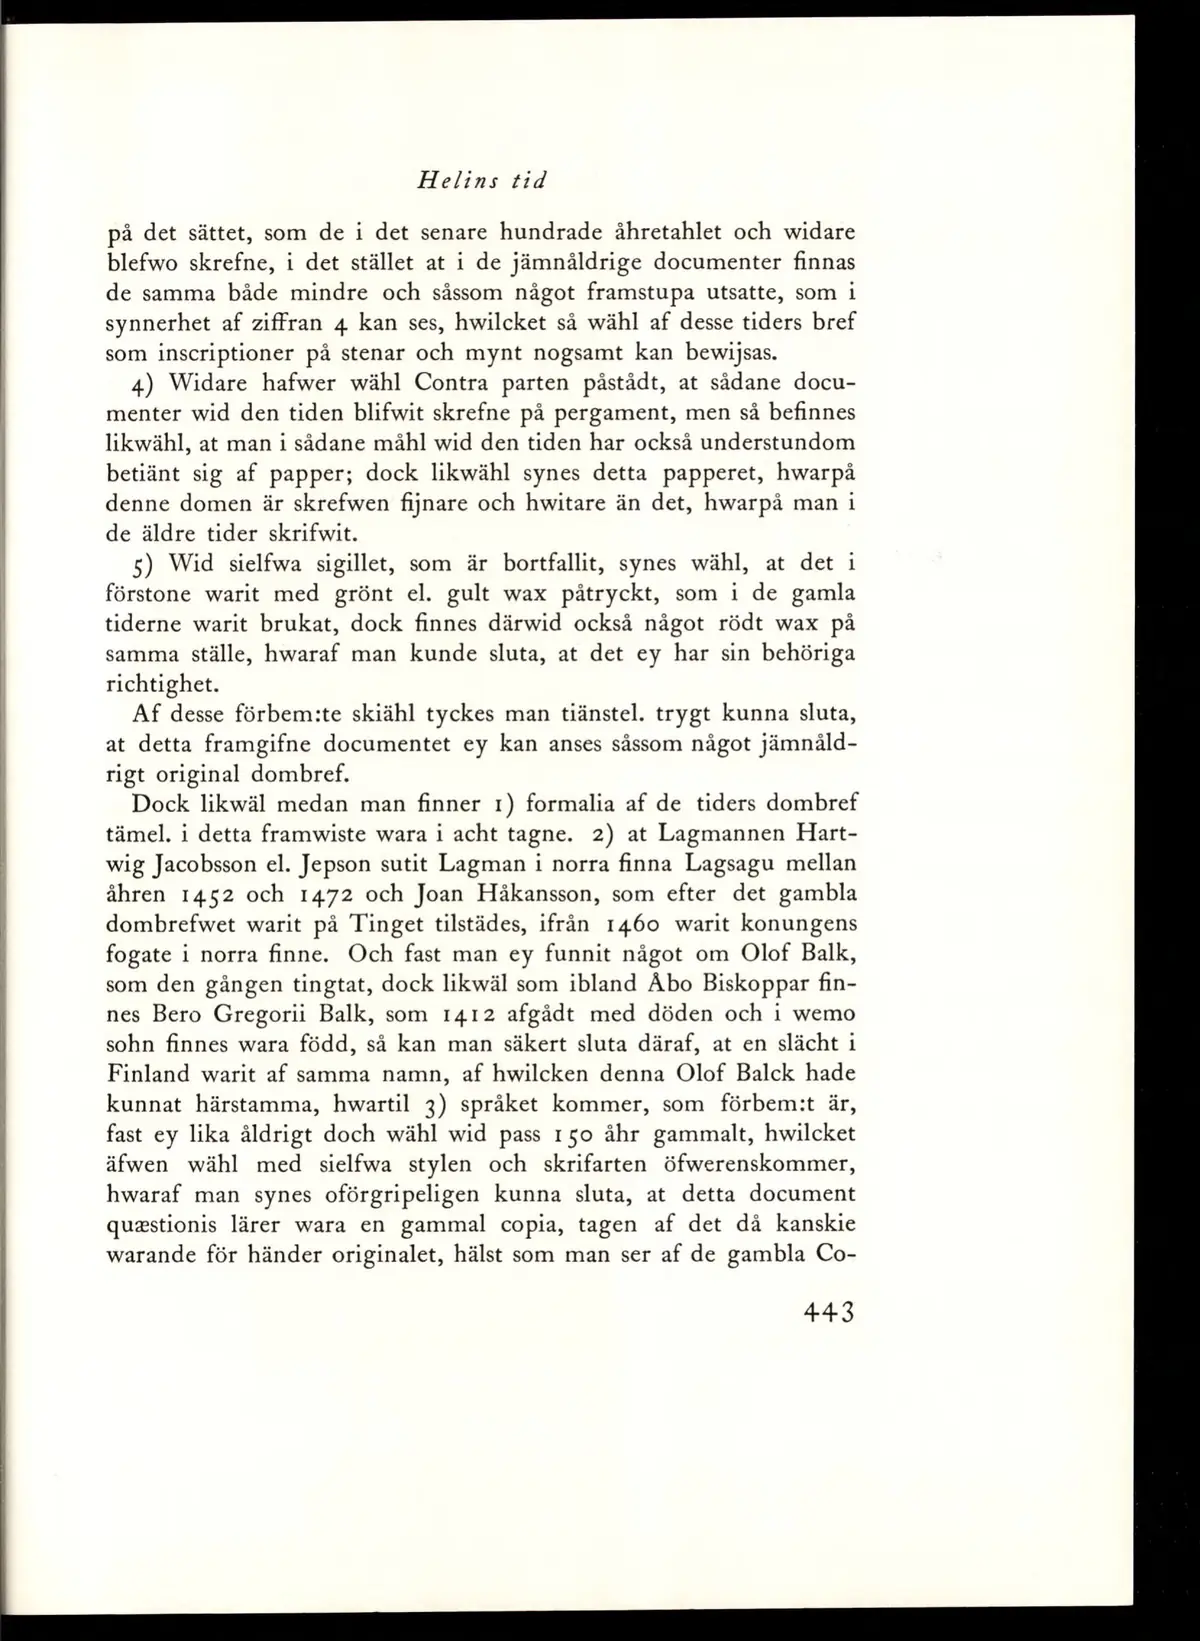 Helins tid
på det sättet, som de i det senare hundrade åhretahlet och widare
blefwo skrefne, i det stället at i de jämnåldrige documenter finnas
de samma både mindre och såssom något framstupa utsatte, som i
synnerhet af ziffran 4 kan ses, hwilcket så wähl af desse tiders bref
som inscriptioner på stenar och mynt nogsamt kan bewijsas.
4) Widare hafwer wähl Contra parten påstådt, at sådane docu-
menter wid den tiden blifwit skrefne på pergament, men så befinnes
likwähl, at man i sådane måhl wid den tiden har också understundom
betiänt sig af papper; dock likwähl synes detta papperet, hwarpå
denne domen är skrefwen fijnare och hwitare än det, hwarpå man i
de äldre tider skrifwit.
5) Wid sielfwa sigillet, som är bortfallit, synes wähl, at det i
förstone warit med grönt el. gult wax påtryckt, som i de gamla
tiderne warit brukat, dock finnes därwid också något rödt wax på
samma ställe, hwaraf man kunde sluta, at det ey har sin behöriga
richtighet.
Af desse förbem:te skiähl tyckes man tiänstel. trygt kunna sluta,
at detta framgifne documentet ey kan anses såssom något jämnåld-
rigt original dombref.
Dock likwäl medan man finner 1) formalia af de tiders dombref
tämel. i detta framwiste wara i acht tagne. 2) at Lagmannen Hart-
wig Jacobsson el. Jepson sutit Lagman i norra finna Lagsagu mellan
åhren 1452 och 1472 och Joan Håkansson, som efter det gambla
dombrefwet warit på Tinget tilstädes, ifrån 1460 warit konungens
fogate i norra finne. Och fast man ey funnit något om Olof Balk,
som den gången tingtat, dock likwäl som ibland Åbo Biskoppar fin-
nes Bero Gregorii Balk, som 1412 afgådt med döden och i wemo
sohn finnes wara född, så kan man säkert sluta däraf, at en slächt i
Finland warit af samma namn, af hwilcken denna Olof Balck hade
kunnat härstamma, hwartil 3) språket kommer, som förbem:t är,
fast ey lika åldrigt doch wähl wid pass 150 åhr gammalt, hwilcket
äfwen wähl med sielfwa stylen och skrifarten öfwerenskommer,
hwaraf man synes oförgripeligen kunna sluta, at detta document
quæstionis lärer wara en gammal copia, tagen af det då kanskie
warande för händer originalet, hälst som man ser af de gambla Co-
443